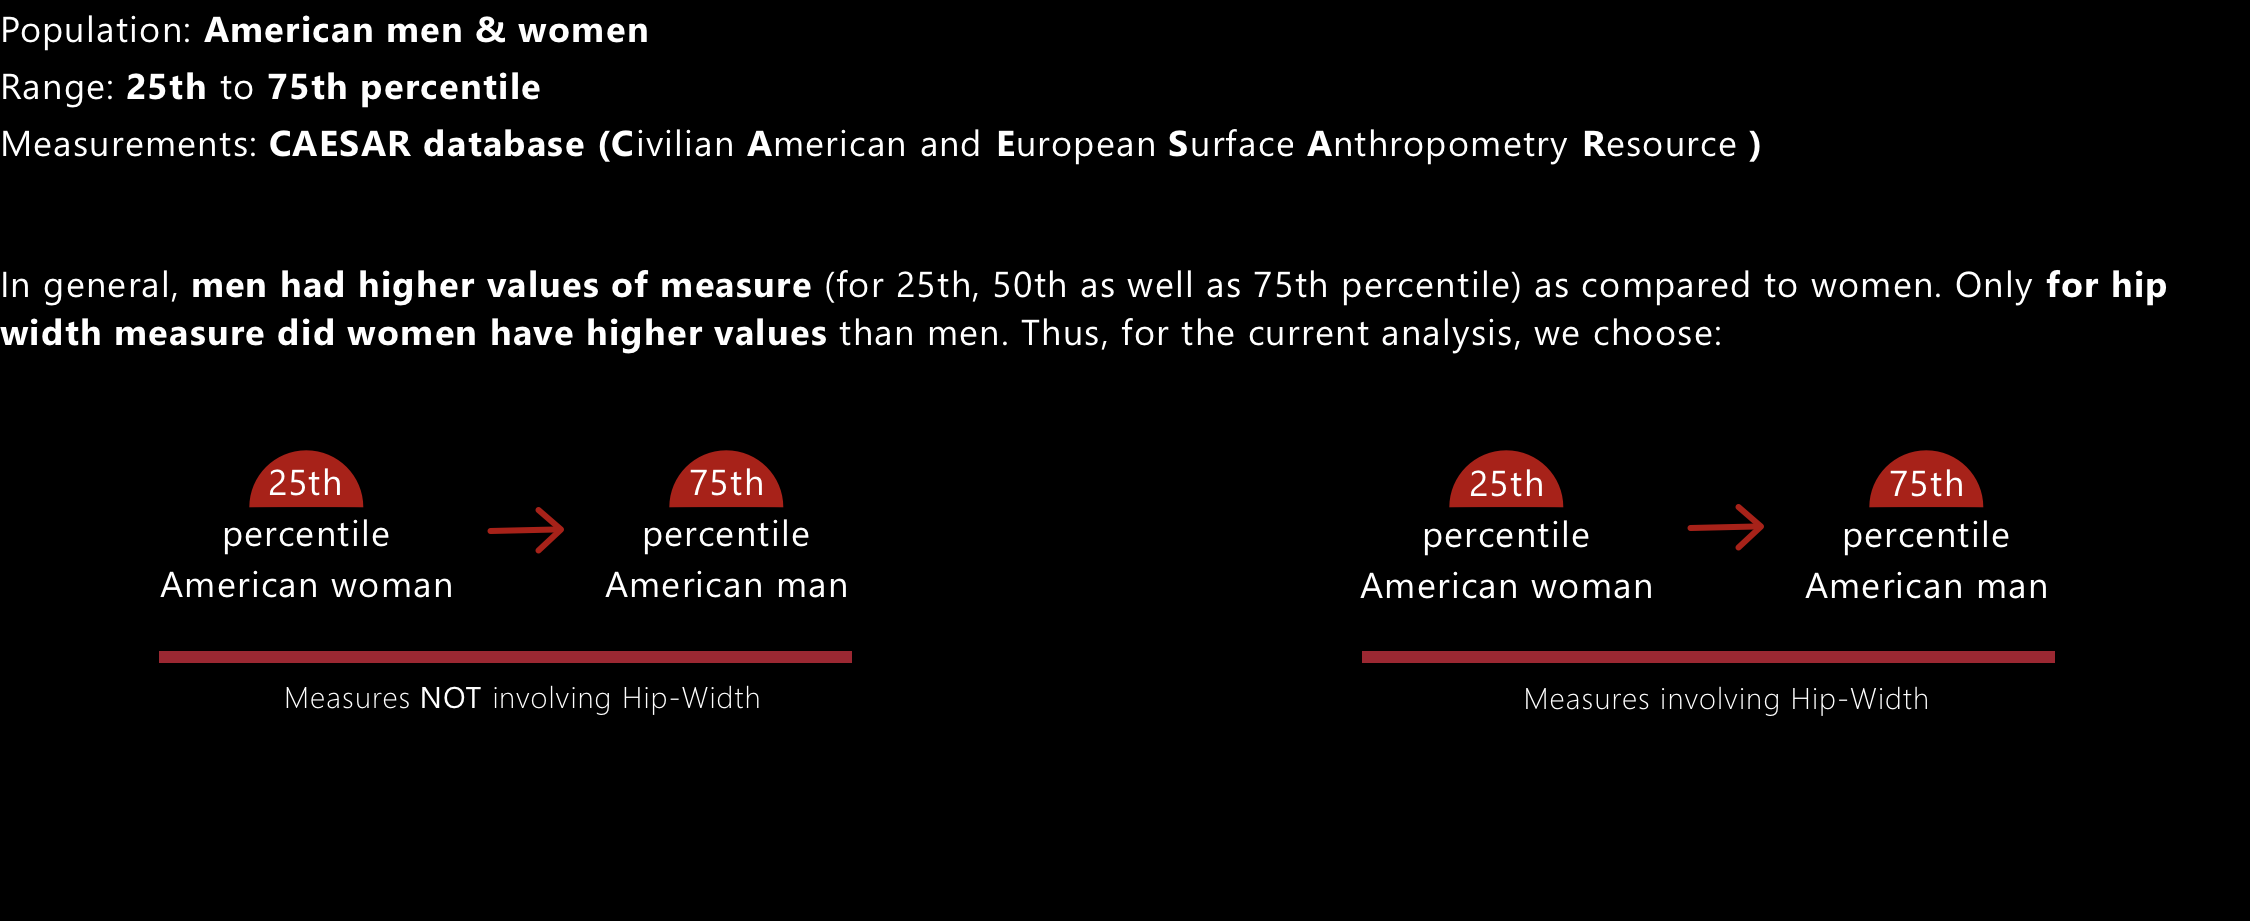 Population: American men & women
Range: 25th to 75th percentile
Measurements: CAESAR database (Civilian American and European Surface Anthropometry Resource )
In general, men had higher values of measure (for 25th, 50th as well as 75th percentile) as compared to women. Only for hip
width measure did women have higher values than men. Thus, for the current analysis, we choose:
25th
percentile
American woman
75th
percentile
American man
Measures NOT involving Hip-Width
25th
percentile
American woman
75th
percentile
American man
Measures involving Hip-Width